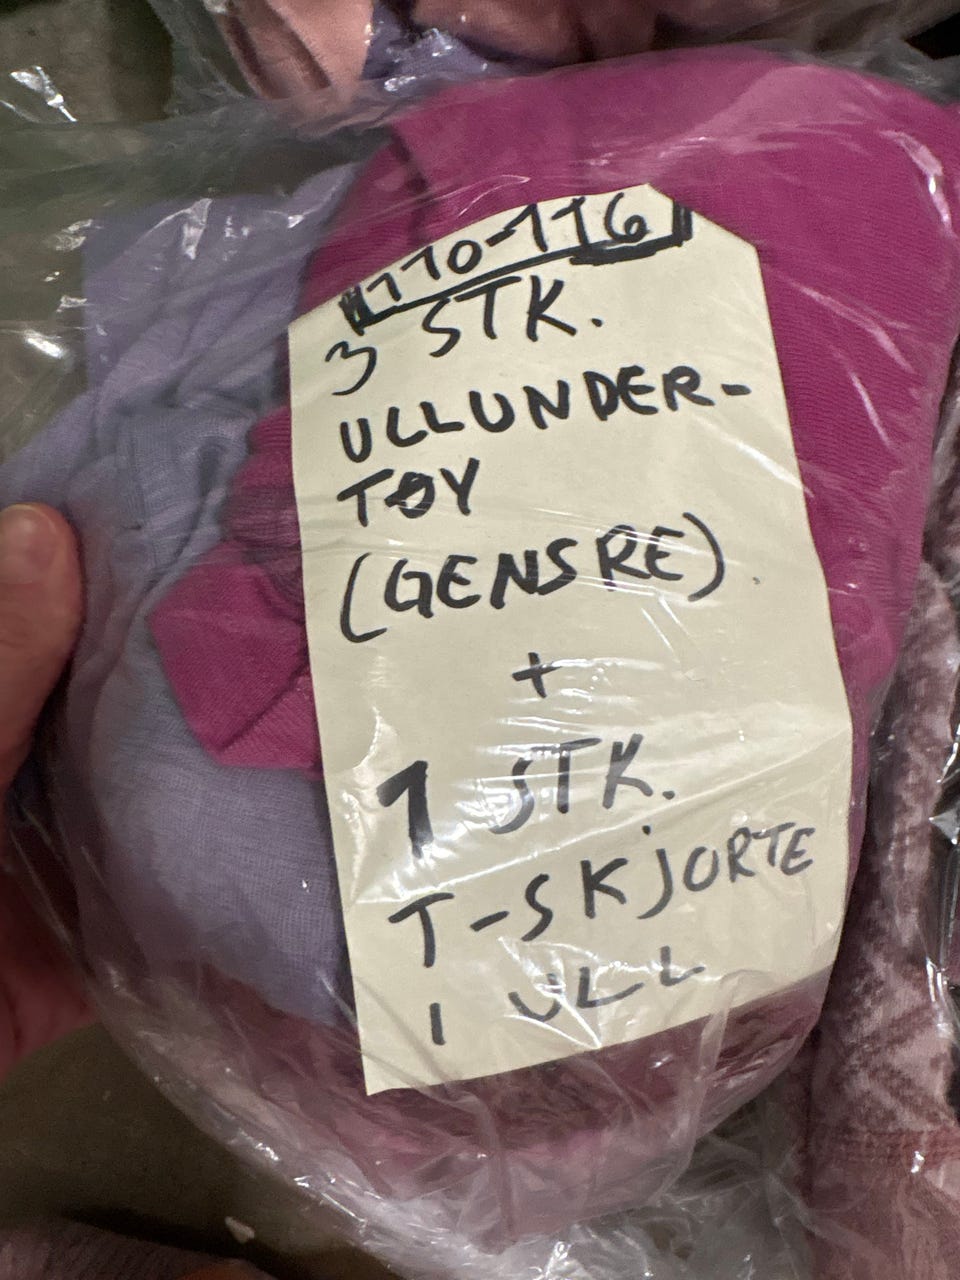 110-116
3 STK.
ULLUNDER-
TØY
(GENSRE)
+
1 STK.
T-SKJORTE
I ULL